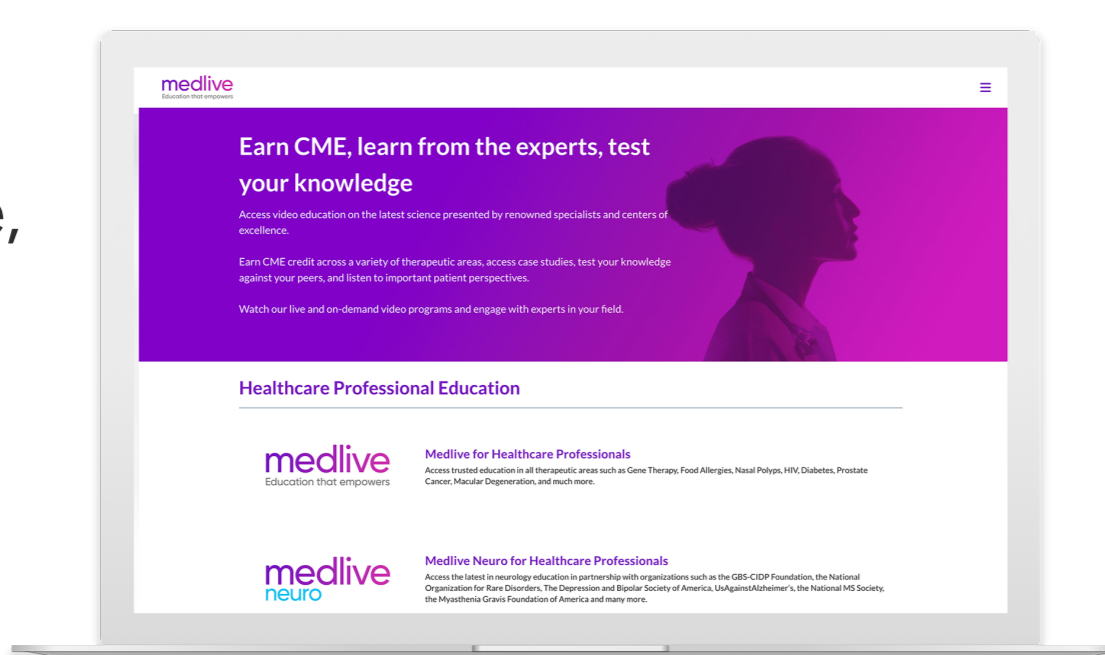 medlive
Education that empowers
Earn CME, learn from the experts, test
your knowledge
Access video education on the latest science presented by renowned specialists and centers of
excellence.
Earn CME credit across a variety of therapeutic areas, access case studies, test your knowledge
against your peers, and listen to important patient perspectives.
Watch our live and on-demand video programs and engage with experts in your field.
Healthcare Professional Education
medlive
Education that empowers
Medlive for Healthcare Professionals
Access trusted education in all therapeutic areas such as Gene Therapy, Food Allergies, Nasal Polyps, HIV, Diabetes, Prostate
Cancer, Macular Degeneration, and much more.
medlive
neuro
Medlive Neuro for Healthcare Professionals
Access the latest in neurology education in partnership with organizations such as the GBS-CIDP Foundation, the National
Organization for Rare Disorders, The Depression and Bipolar Society of America, UsAgainstAlzheimer's, the National MS Society,
the Myasthenia Gravis Foundation of America and many more.